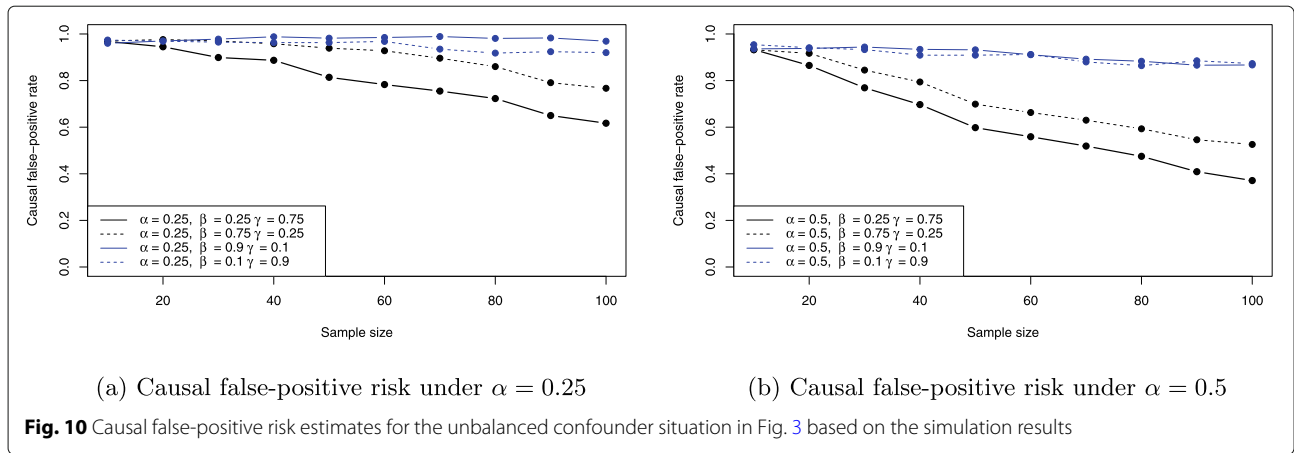 Causal false−positive rate
1.0
0.8
0.6
0.4
0.2
0.0
α = 0.25, β = 0.25 γ = 0.75
α = 0.25, β = 0.75 γ = 0.25
α = 0.25, β = 0.9 γ = 0.1
α = 0.25, β = 0.1 γ = 0.9
20 40 60 80 100
Sample size
(a) Causal false-positive risk under α = 0.25
Causal false−positive rate
1.0
0.8
0.6
0.4
0.2
0.0
α = 0.5, β = 0.25 γ = 0.75
α = 0.5, β = 0.75 γ = 0.25
α = 0.5, β = 0.9 γ = 0.1
α = 0.5, β = 0.1 γ = 0.9
20 40 60 80 100
Sample size
(b) Causal false-positive risk under α = 0.5
Fig. 10 Causal false-positive risk estimates for the unbalanced confounder situation in Fig. 3 based on the simulation results